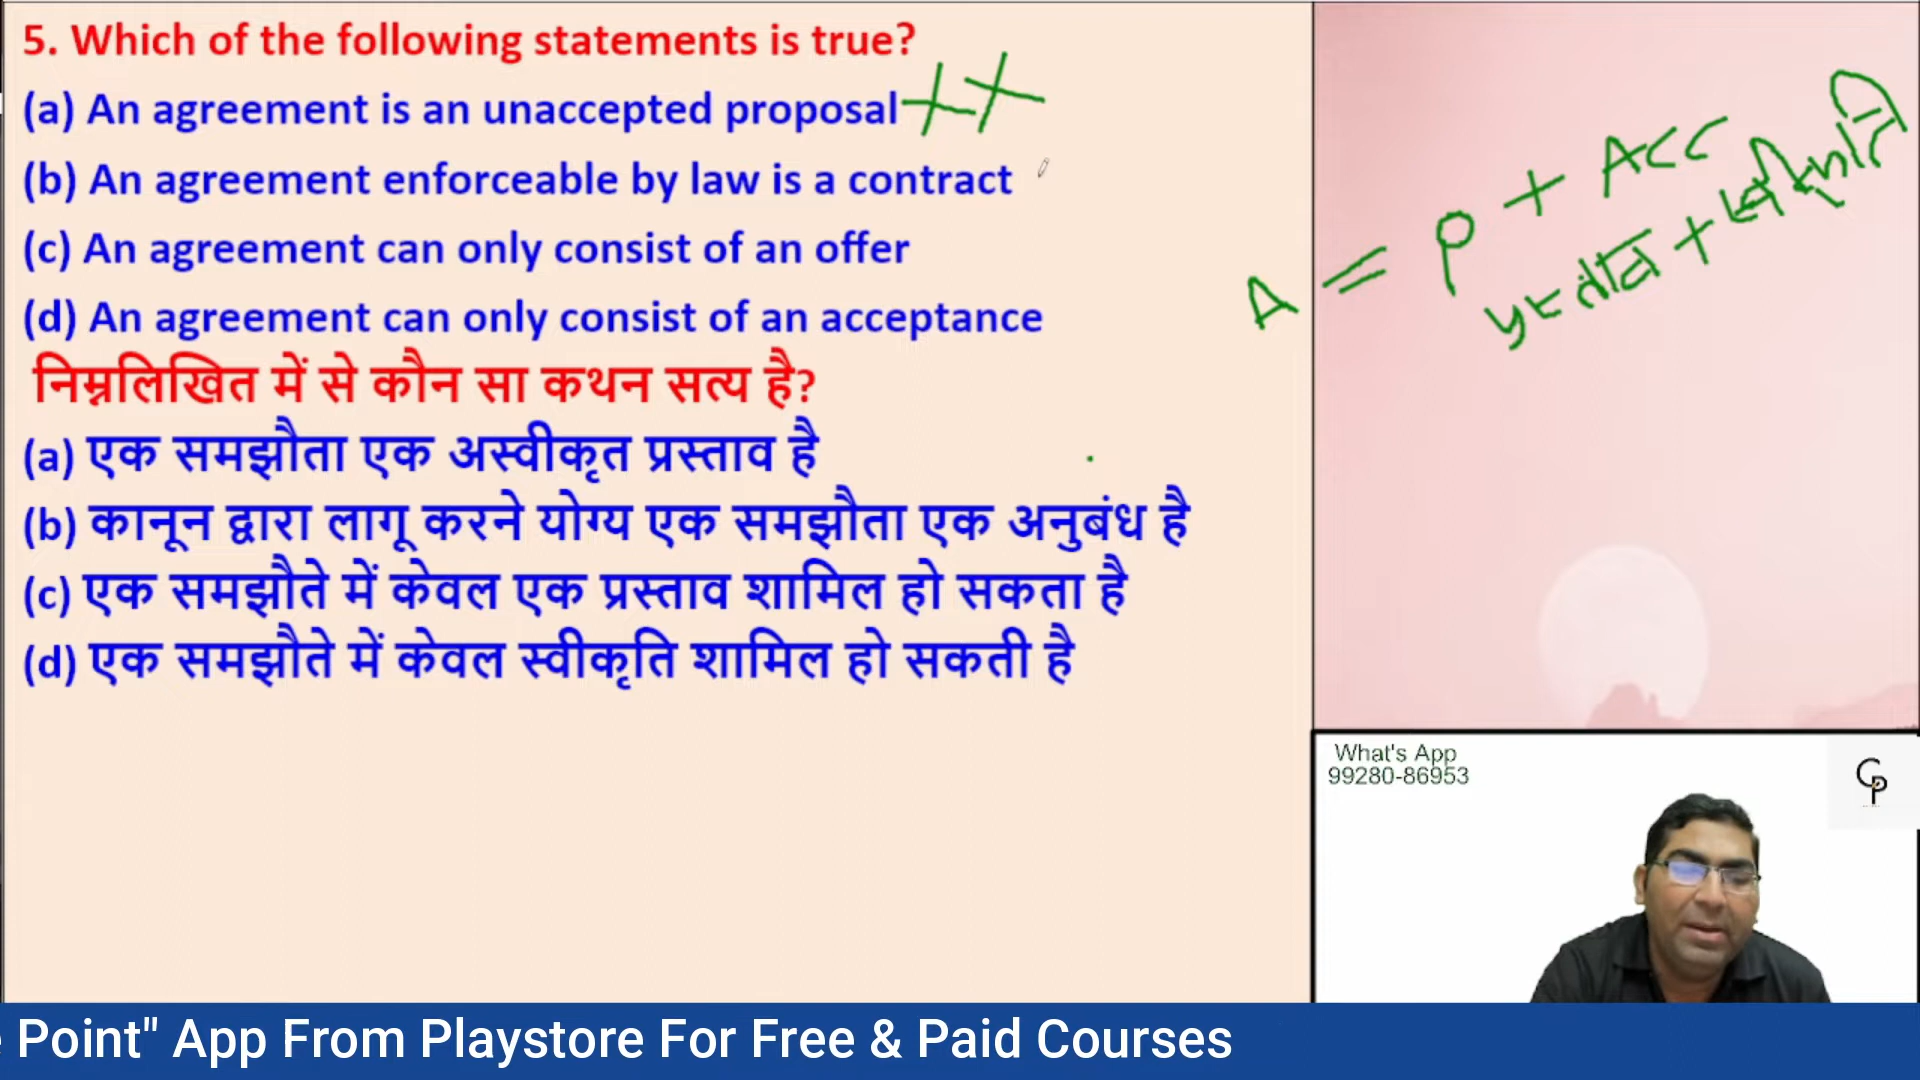 5. Which of the following statements is true?
(a) An agreement is an unaccepted proposal
(b) An agreement enforceable by law is a contract
(c) An agreement can only consist of an offer
(d) An agreement can only consist of an acceptance
निम्नलिखित में से कौन सा कथन सत्य है?
(a) एक समझौता एक अस्वीकृत प्रस्ताव है
(b) कानून द्वारा लागू करने योग्य एक समझौता एक अनुबंध है
(c) एक समझौते में केवल एक प्रस्ताव शामिल हो सकता है
(d) एक समझौते में केवल स्वीकृति शामिल हो सकती है
A = P + Acc
प्रस्ताव +
What's App
99280-86953
CP
Point" App From Playstore For Free & Paid Courses